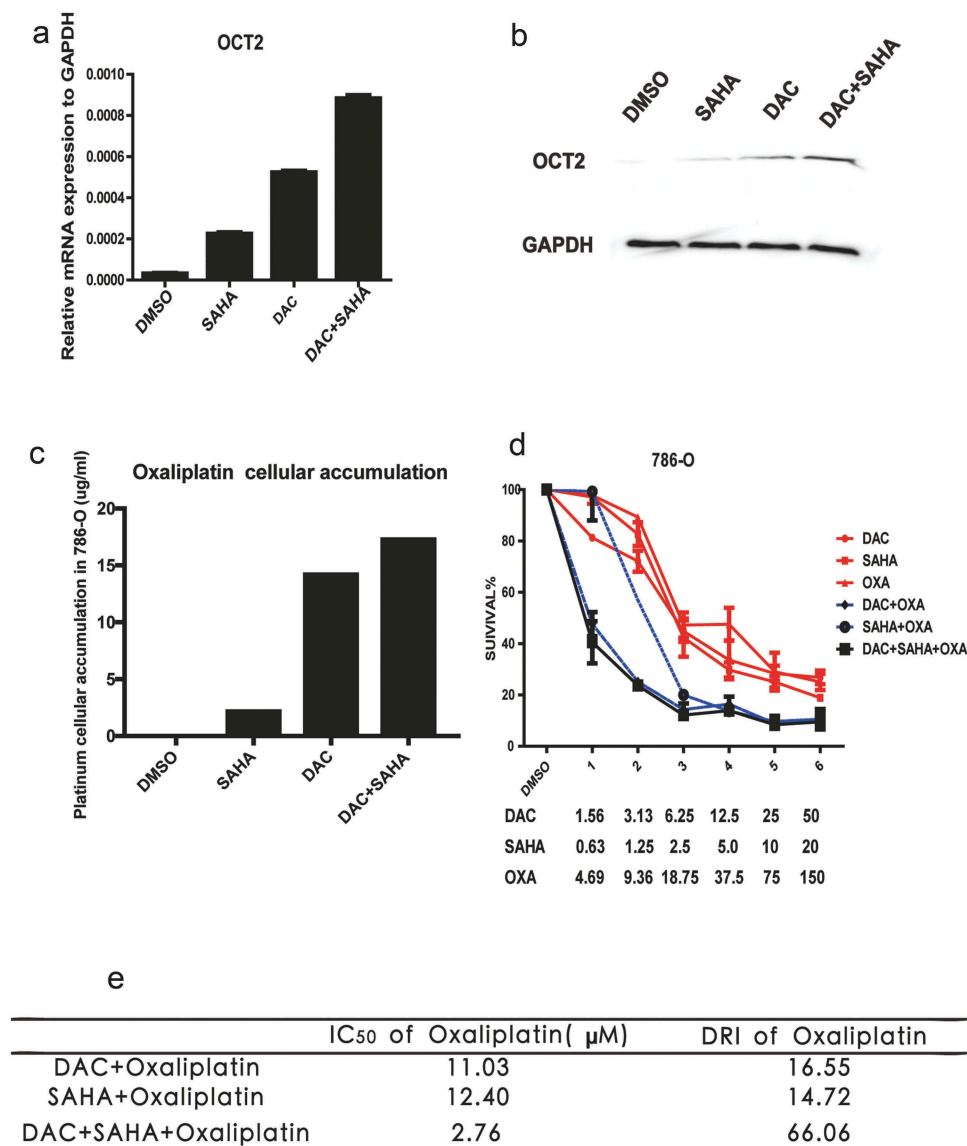 a
OCT2
Relative mRNA expression to GAPDH
0.0010
0.0008
0.0006
0.0004
0.0002
0.0000
DMSO
SAHA
DAC
DAC+SAHA
b
DMSO
SAHA
DAC
DAC+SAHA
OCT2
GAPDH
c
Oxaliplatin cellular accumulation
Platinum cellular accumulation in 786-O (ug/ml)
20
15
10
5
0
DMSO
SAHA
DAC
DAC+SAHA
d
786-O
SUIVIVAL%
100
80
60
40
20
0
DMSO 1 2 3 4 5 6
DAC
SAHA
OXA
DAC+OXA
SAHA+OXA
DAC+SAHA+OXA
DAC 1.56 3.13 6.25 12.5 25 50
SAHA 0.63 1.25 2.5 5.0 10 20
OXA 4.69 9.36 18.75 37.5 75 150
e
IC50 of Oxaliplatin( μM) DRI of Oxaliplatin
DAC+Oxaliplatin 11.03 16.55
SAHA+Oxaliplatin 12.40 14.72
DAC+SAHA+Oxaliplatin 2.76 66.06